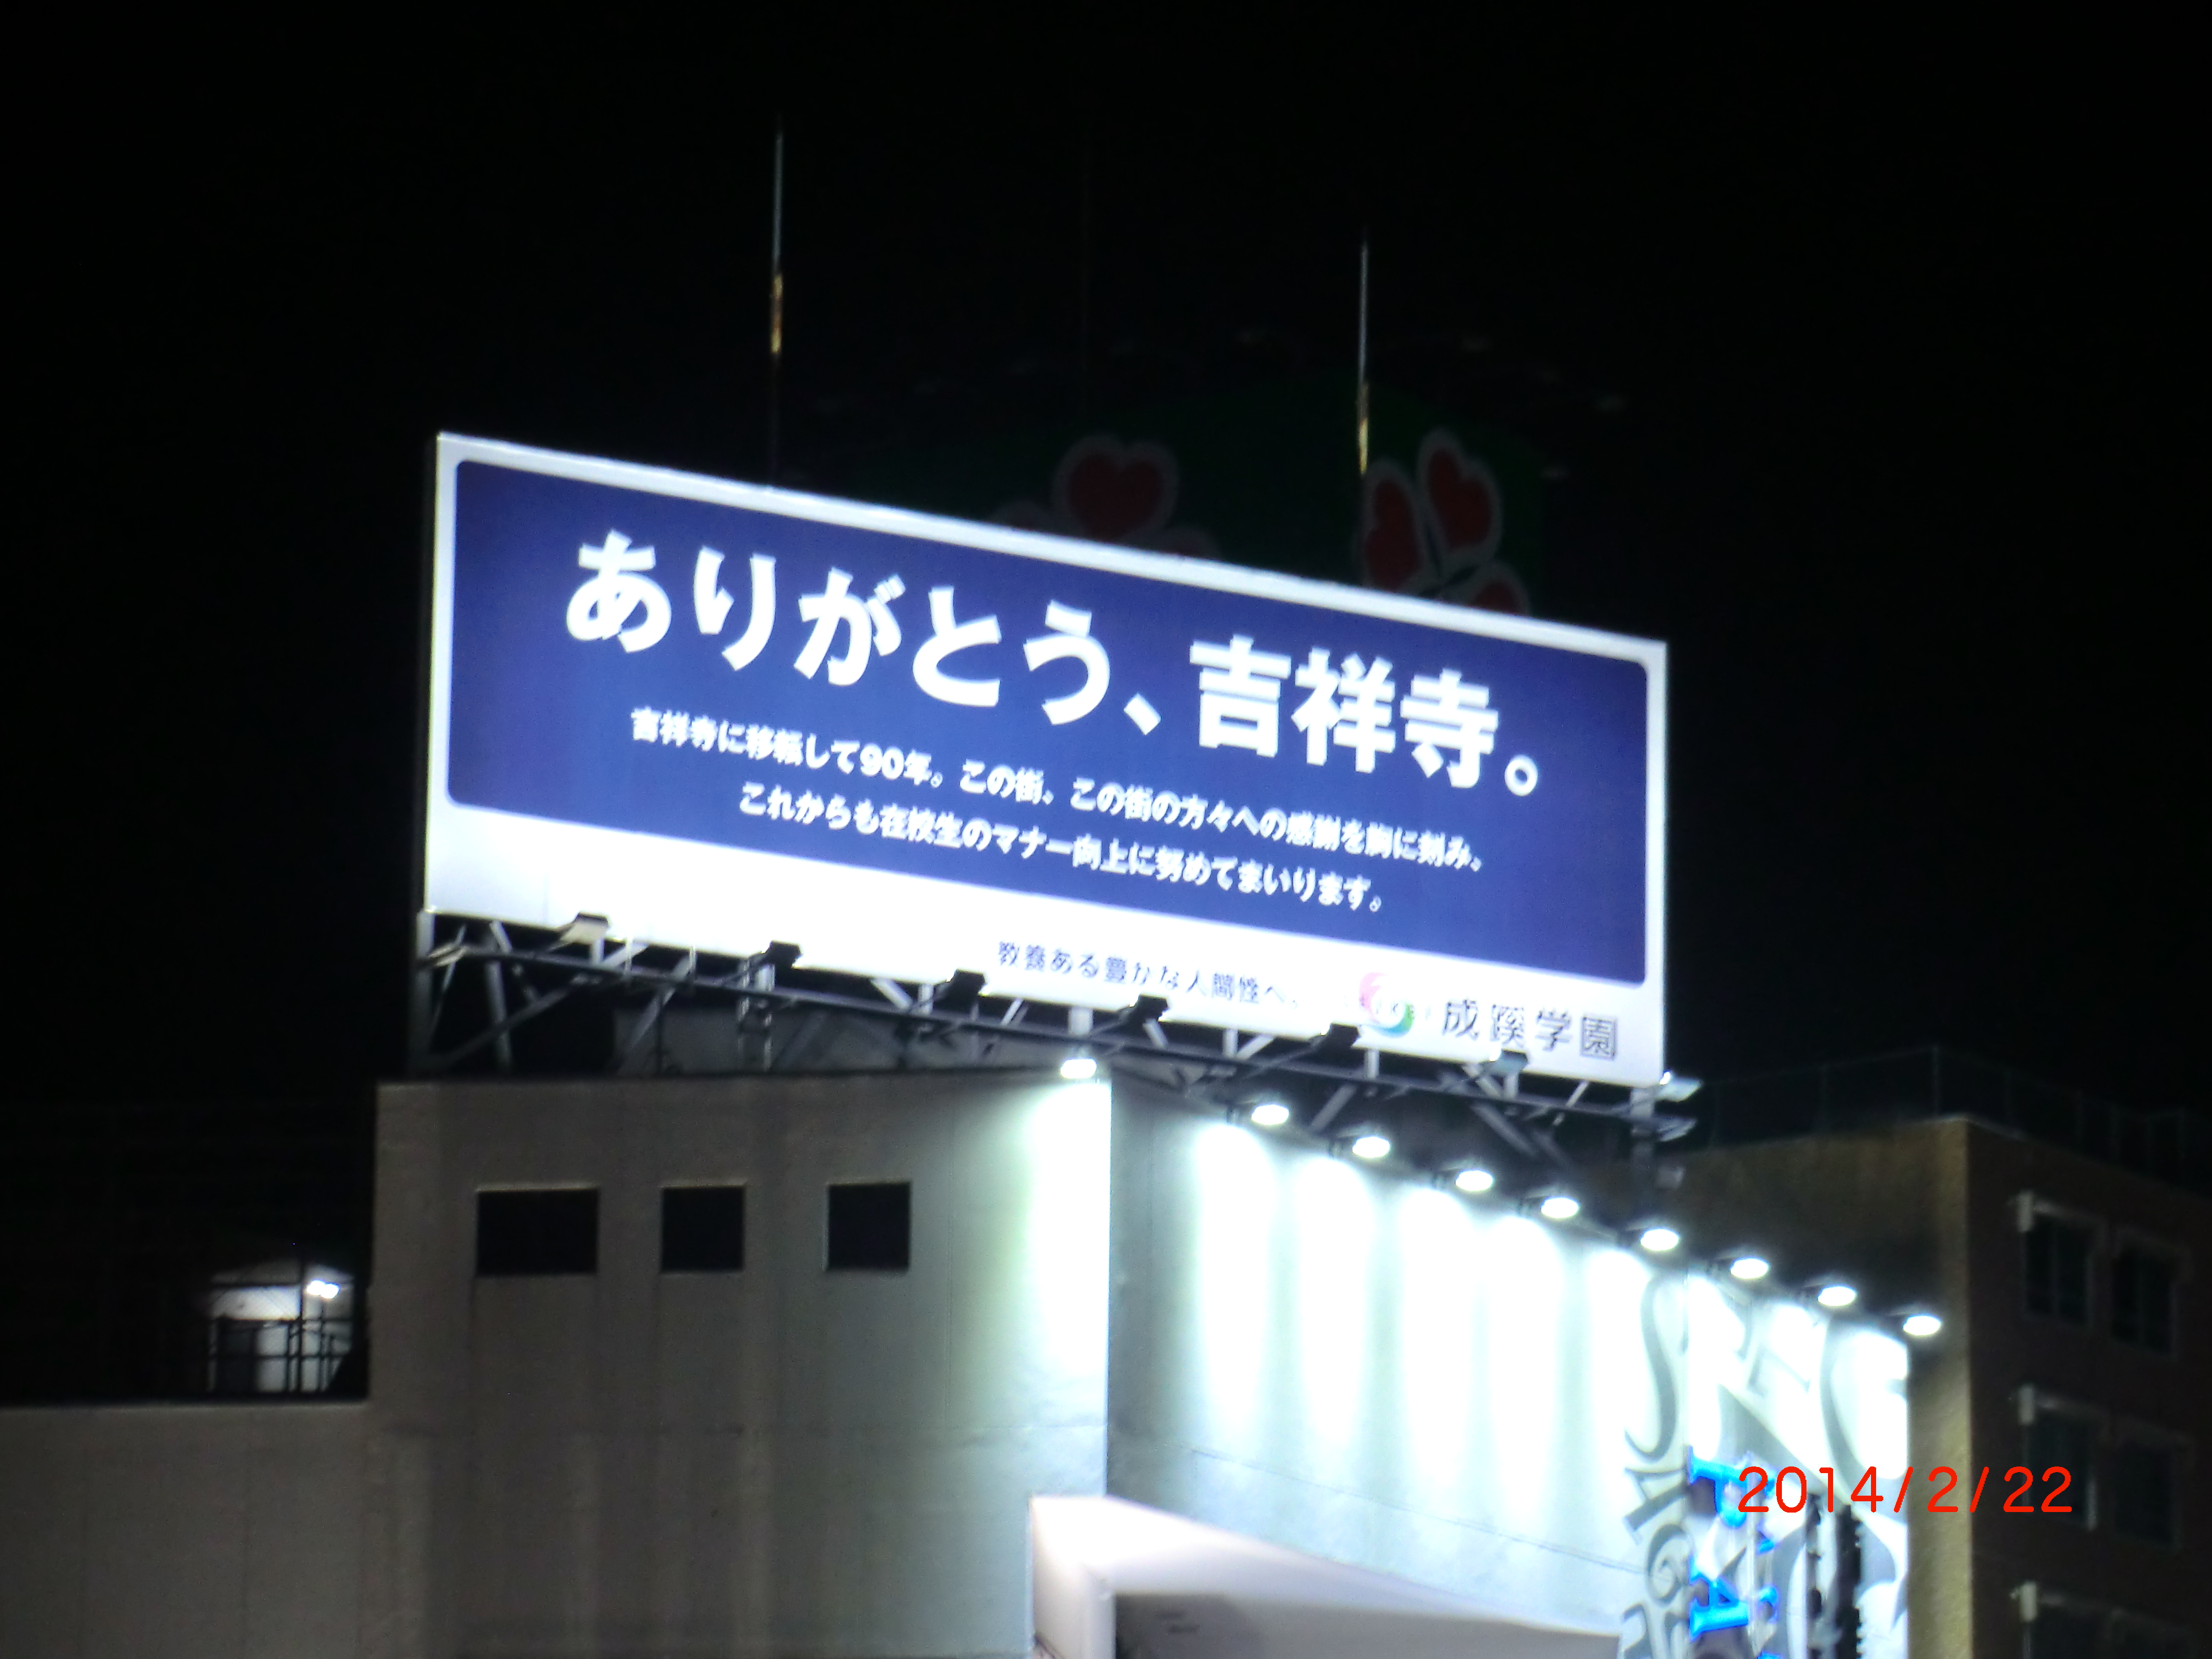 ありがとう、吉祥寺。
吉祥寺に移転して90年。この街、この街の方々への感謝を胸に刻み、
これからも在校生のマナー向上に努めてまいります。
教養ある豊かな人間性へ。
成蹊学園
2014/2/22